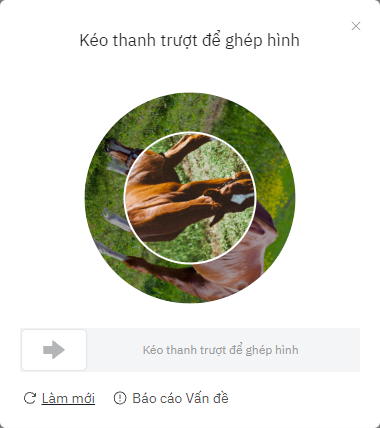 Kéo thanh trượt để ghép hình
Kéo thanh trượt để ghép hình
Làm mới Báo cáo Vấn đề